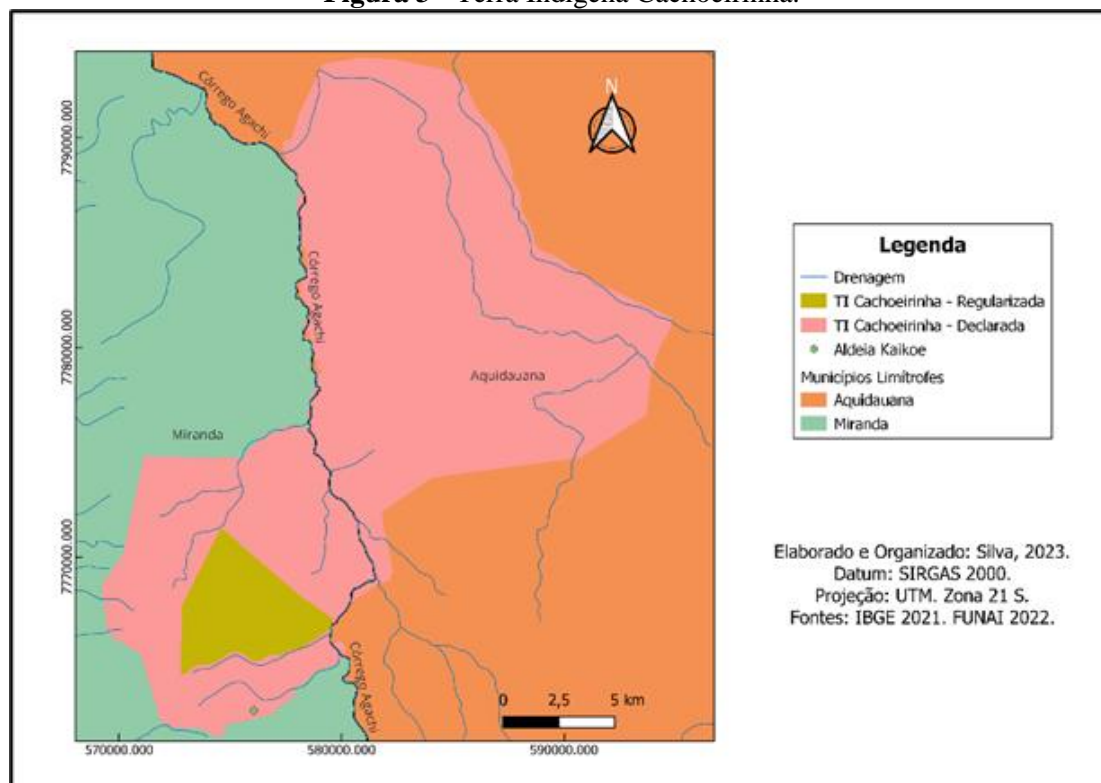 Figura 3 - Terra Indígena Cachoeirinha.
Córrego Agachi
N
7790000.000
Córrego Agachi
7780000.000
Aquidauana
Miranda
7770000.000
Córrego Agachi
0 2,5 5 km
570000.000 580000.000 590000.000
Legenda
Drenagem
TI Cachoeirinha - Regularizada
TI Cachoeirinha - Declarada
Aldeia Kaikoe
Municípios Limítrofes
Aquidauana
Miranda
Elaborado e Organizado: Silva, 2023.
Datum: SIRGAS 2000.
Projeção: UTM. Zona 21 S.
Fontes: IBGE 2021. FUNAI 2022.